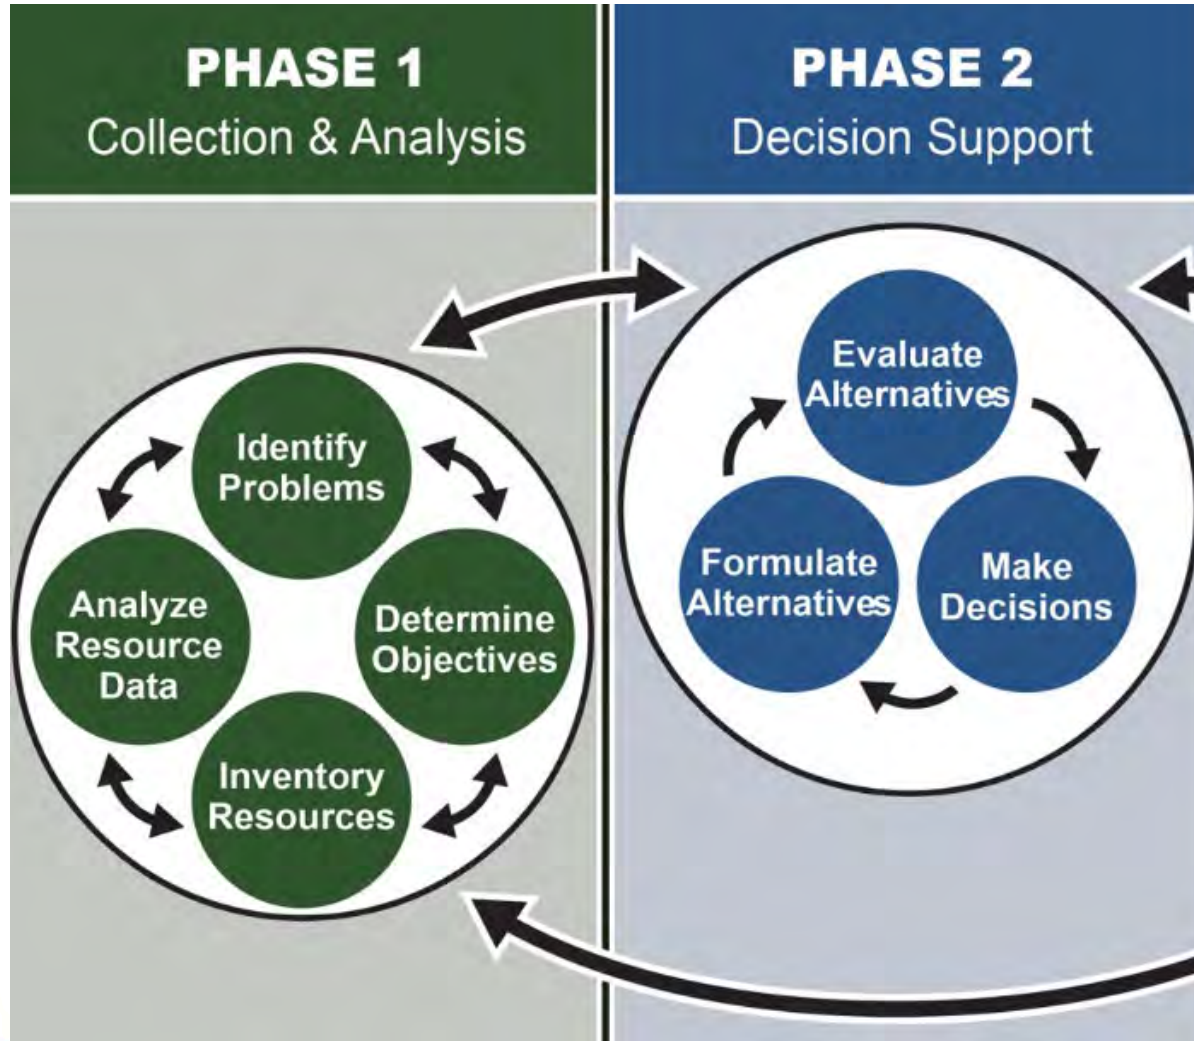 PHASE 1
Collection & Analysis
Identify
Problems
Analyze
Resource
Data
Determine
Objectives
Inventory
Resources
PHASE 2
Decision Support
Evaluate
Alternatives
Formulate
Alternatives
Make
Decisions